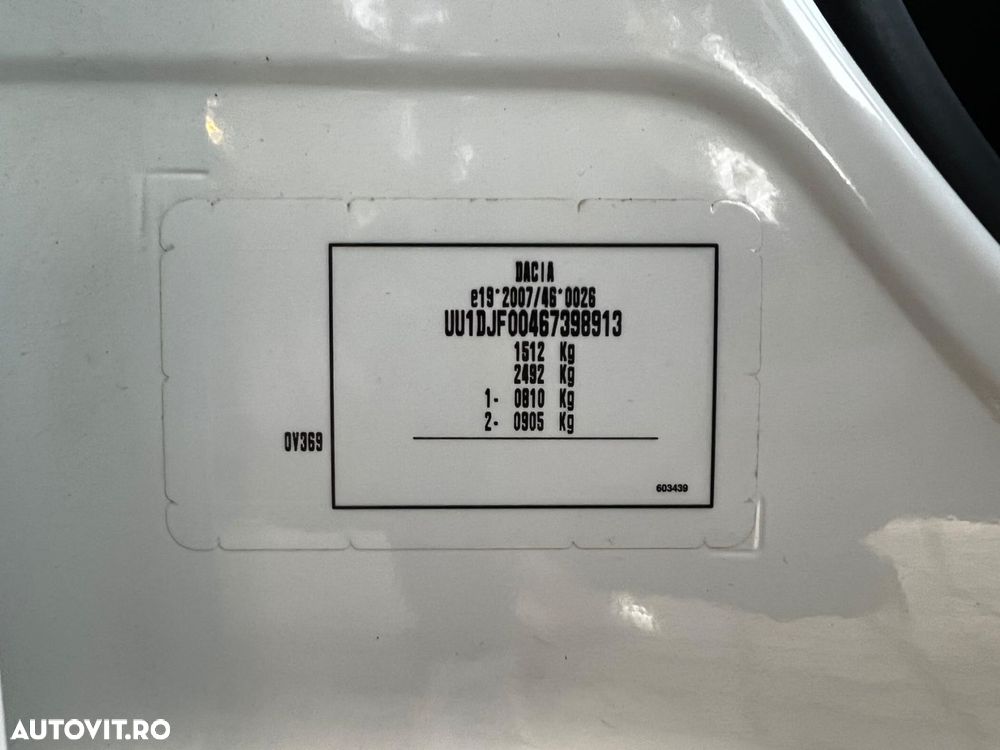 DACIA
e19*2007/46*0026
UU1DJF00467398913
1512 Kg
2492 Kg
1- 0810 Kg
2- 0905 Kg
0V369
603439
AUTOVIT.RO